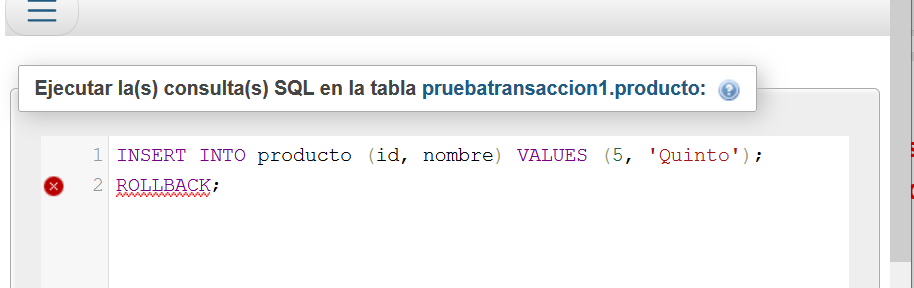 Ejecutar la(s) consulta(s) SQL en la tabla pruebatransaccion1.producto:
1 INSERT INTO producto (id, nombre) VALUES (5, 'Quinto');
2 ROLLBACK;